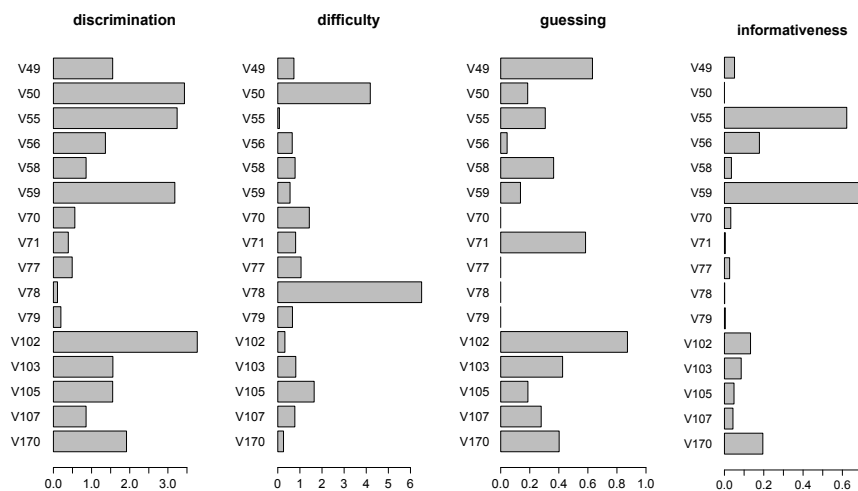 discrimination
V49
V50
V55
V56
V58
V59
V70
V71
V77
V78
V79
V102
V103
V105
V107
V170
0.0 1.0 2.0 3.0
difficulty
V49
V50
V55
V56
V58
V59
V70
V71
V77
V78
V79
V102
V103
V105
V107
V170
0 1 2 3 4 5 6
guessing
V49
V50
V55
V56
V58
V59
V70
V71
V77
V78
V79
V102
V103
V105
V107
V170
0.0 0.2 0.4 0.6 0.8 1.0
informativeness
V49
V50
V55
V56
V58
V59
V70
V71
V77
V78
V79
V102
V103
V105
V107
V170
0.0 0.2 0.4 0.6